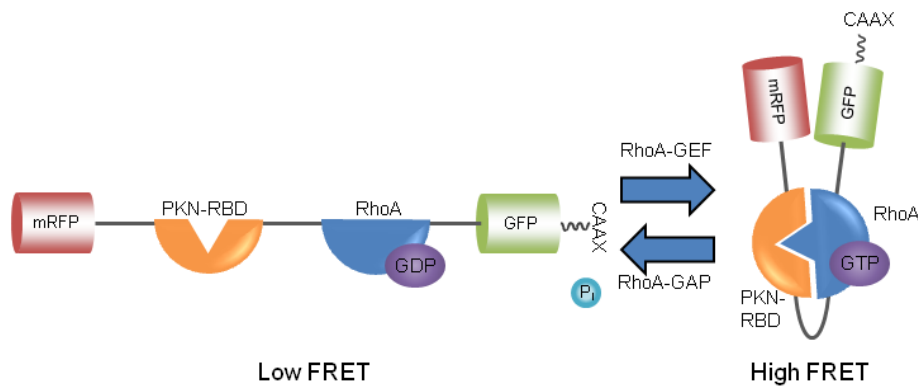 CAAX
mRFP
GFP
RhoA-GEF
PKN-RBD
RhoA
mRFP
GFP
CAAX
RhoA
GDP
GTP
Pi
RhoA-GAP
PKN-
RBD
Low FRET
High FRET